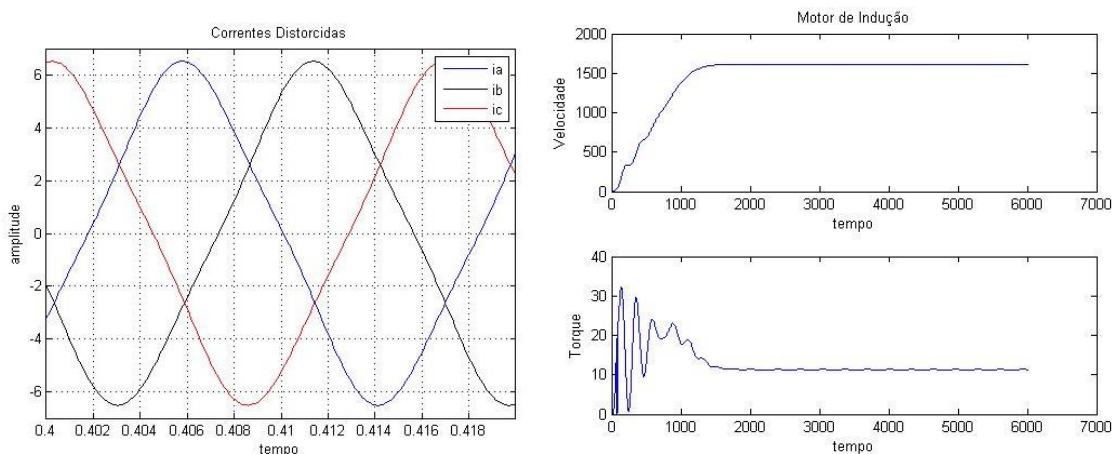 Correntes Distorcidas
6
4
2
0
-2
-4
-6
0.4 0.402 0.404 0.406 0.408 0.41 0.412 0.414 0.416 0.418
amplitude
tempo
ia
ib
ic
Motor de Indução
2000
1500
1000
500
0
0 1000 2000 3000 4000 5000 6000 7000
Velocidade
tempo
40
30
20
10
0
0 1000 2000 3000 4000 5000 6000 7000
Torque
tempo